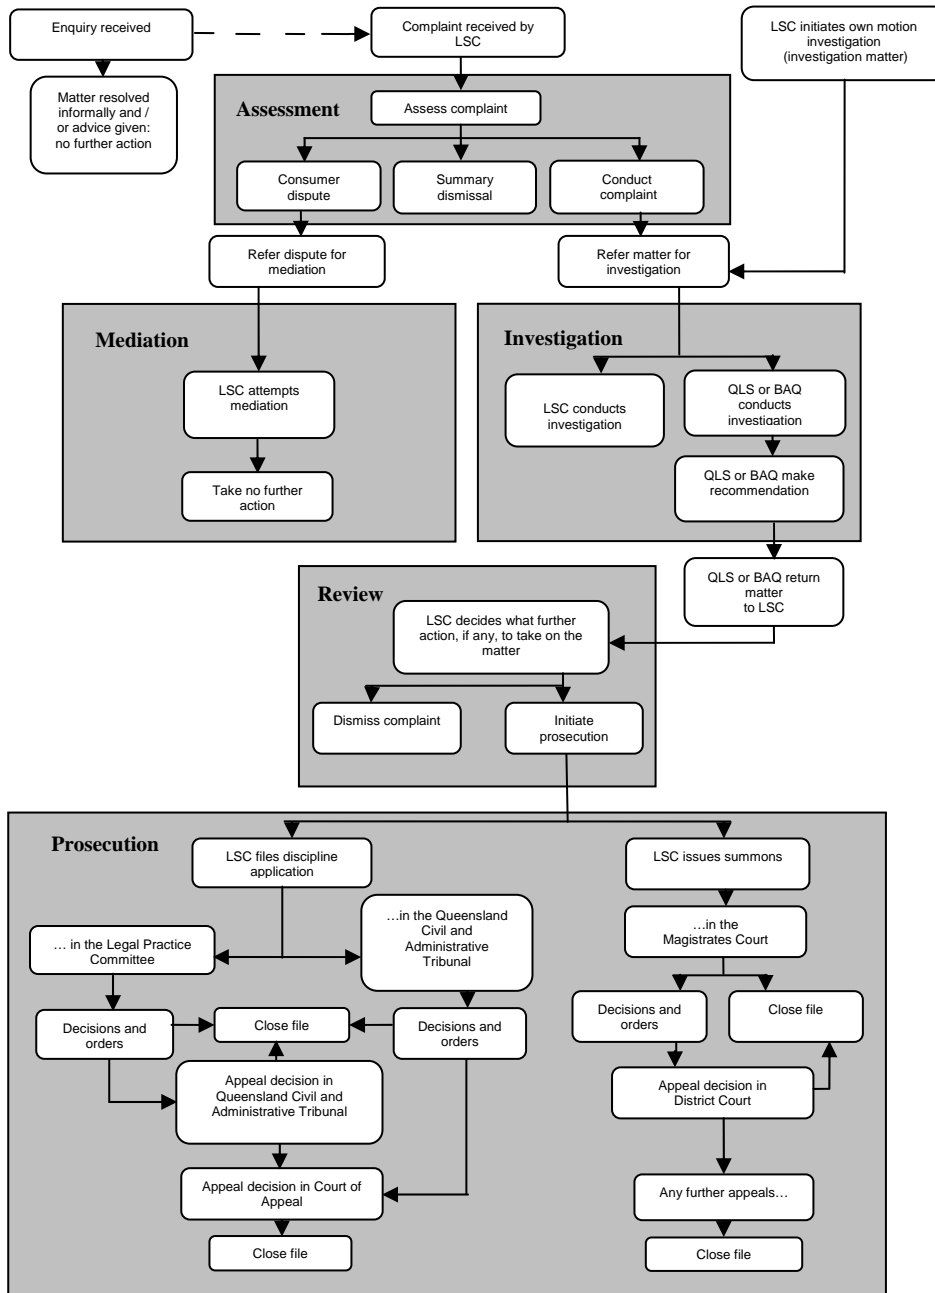 Enquiry received
Complaint received by
LSC
LSC initiates own motion
investigation
(investigation matter)
Matter resolved
informally and /
or advice given:
no further action
Assessment
Assess complaint
Consumer
dispute
Summary
dismissal
Conduct
complaint
Refer dispute for
mediation
Refer matter for
investigation
Mediation
LSC attempts
mediation
Take no further
action
Investigation
LSC conducts
investigation
QLS or BAQ
conducts
investigation
QLS or BAQ make
recommendation
QLS or BAQ return
matter
to LSC
Review
LSC decides what further
action, if any, to take on the
matter
Dismiss complaint
Initiate
prosecution
Prosecution
LSC files discipline
application
LSC issues summons
… in the Legal Practice
Committee
…in the Queensland
Civil and
Administrative
Tribunal
…in the
Magistrates Court
Decisions and
orders
Close file
Decisions and
orders
Decisions and
orders
Close file
Appeal decision in
Queensland Civil and
Administrative Tribunal
Appeal decision in
District Court
Appeal decision in Court of
Appeal
Any further appeals…
Close file
Close file